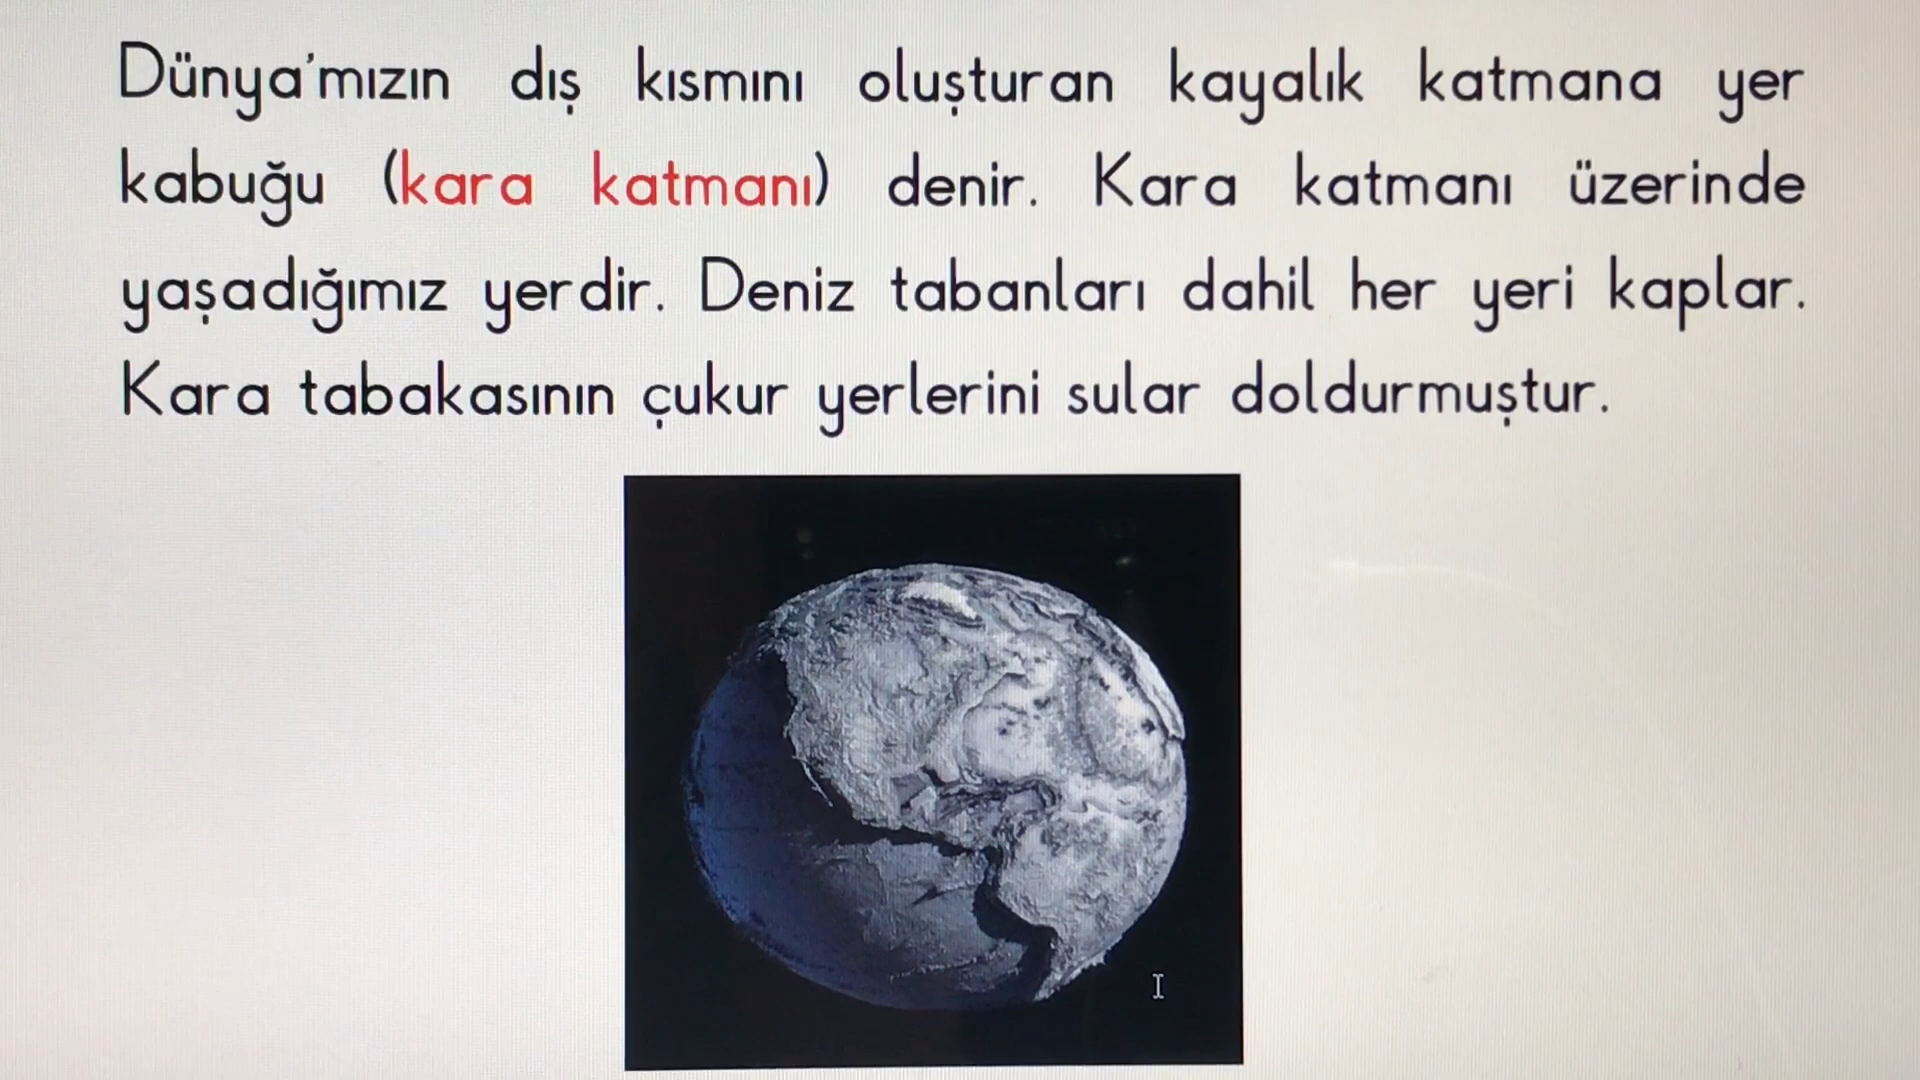 Dünya'mızın dış kısmını oluşturan kayalık katmana yer
kabuğu (kara katmanı) denir. Kara katmanı üzerinde
yaşadığımız yerdir. Deniz tabanları dahil her yeri kaplar.
Kara tabakasının çukur yerlerini sular doldurmuştur.